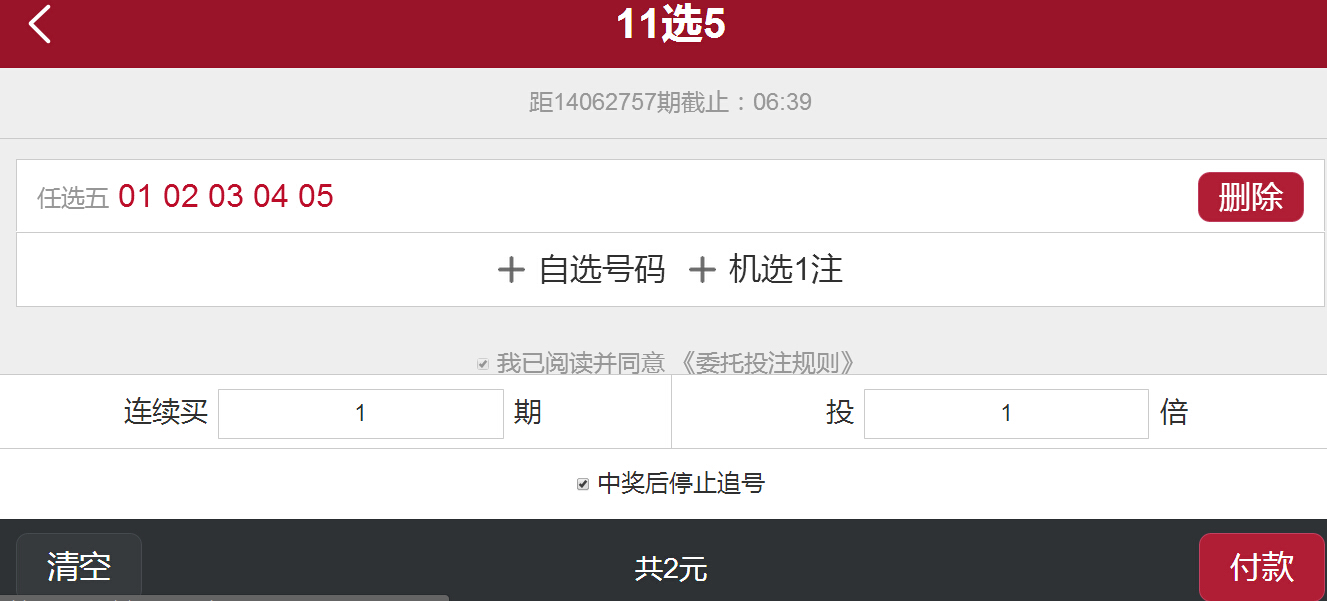 11选5
距14062757期截止：06:39
任选五 01 02 03 04 05 删除
自选号码 机选1注
我已阅读并同意 《委托投注规则》
连续买 1 期 投 1 倍
中奖后停止追号
清空 共2元 付款